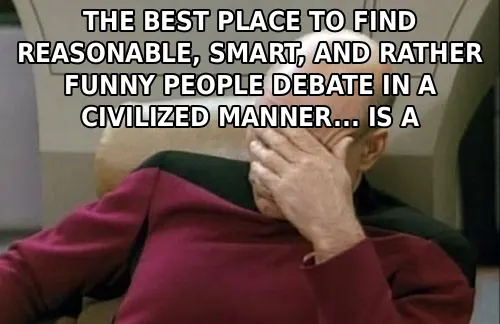 THE BEST PLACE TO FIND
REASONABLE, SMART, AND RATHER
FUNNY PEOPLE DEBATE IN A
CIVILIZED MANNER... IS A